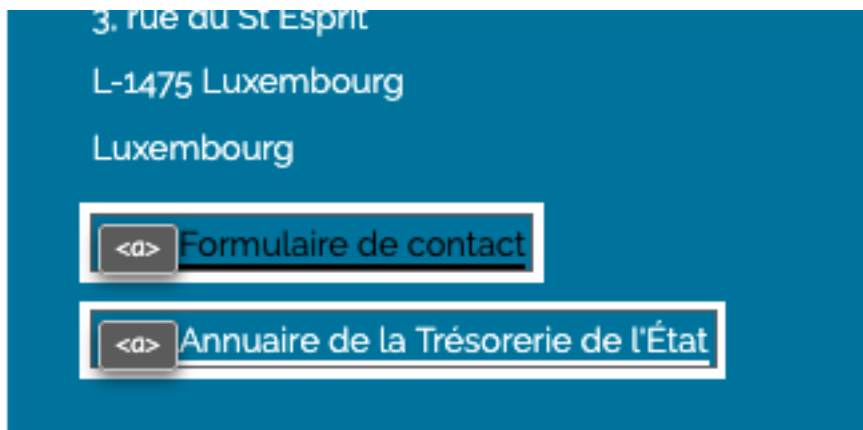 3, rue du St Esprit
L-1475 Luxembourg
Luxembourg
<a> Formulaire de contact
<a> Annuaire de la Trésorerie de l'État